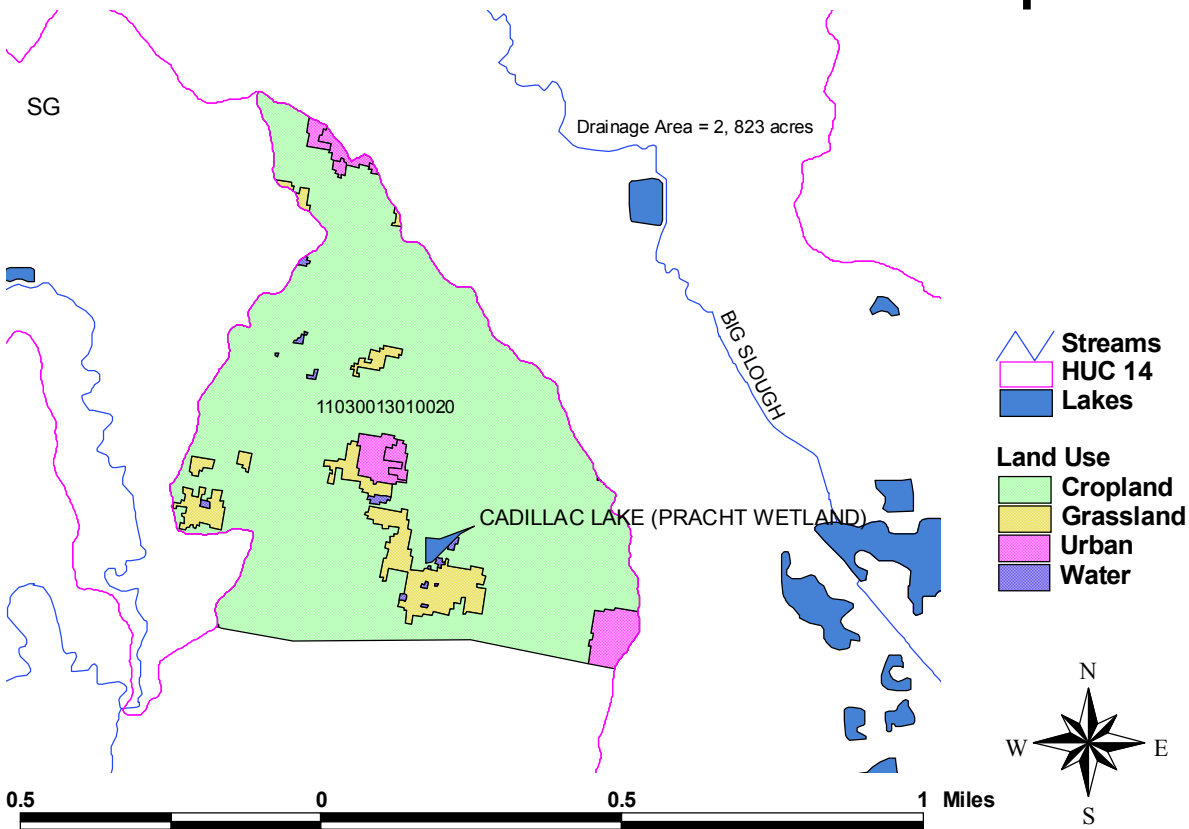 SG
Drainage Area = 2, 823 acres
BIG SLOUGH
11030013010020
CADILLAC LAKE (PRACHT WETLAND)
Streams
HUC 14
Lakes
Land Use
Cropland
Grassland
Urban
Water
N
W E
S
0.5 0 0.5 1 Miles